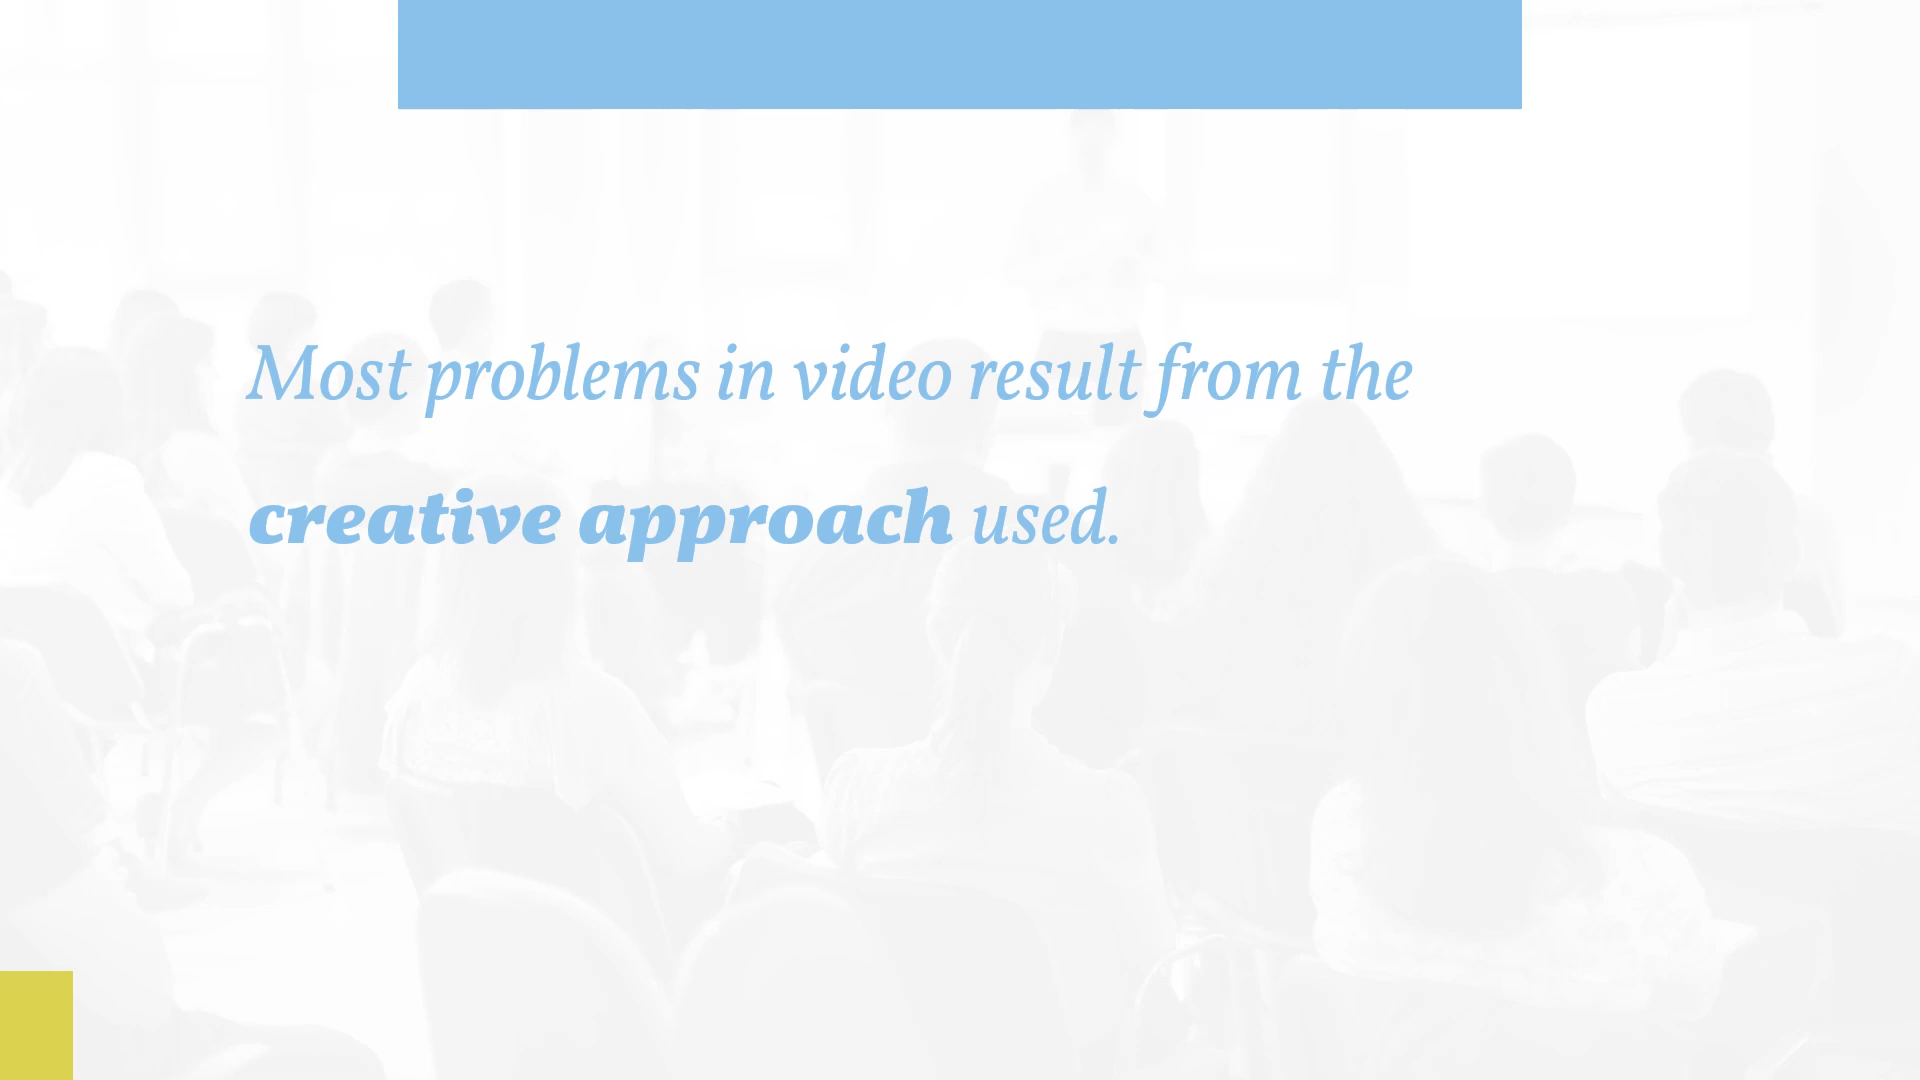 Most problems in video result from the
creative approach used.